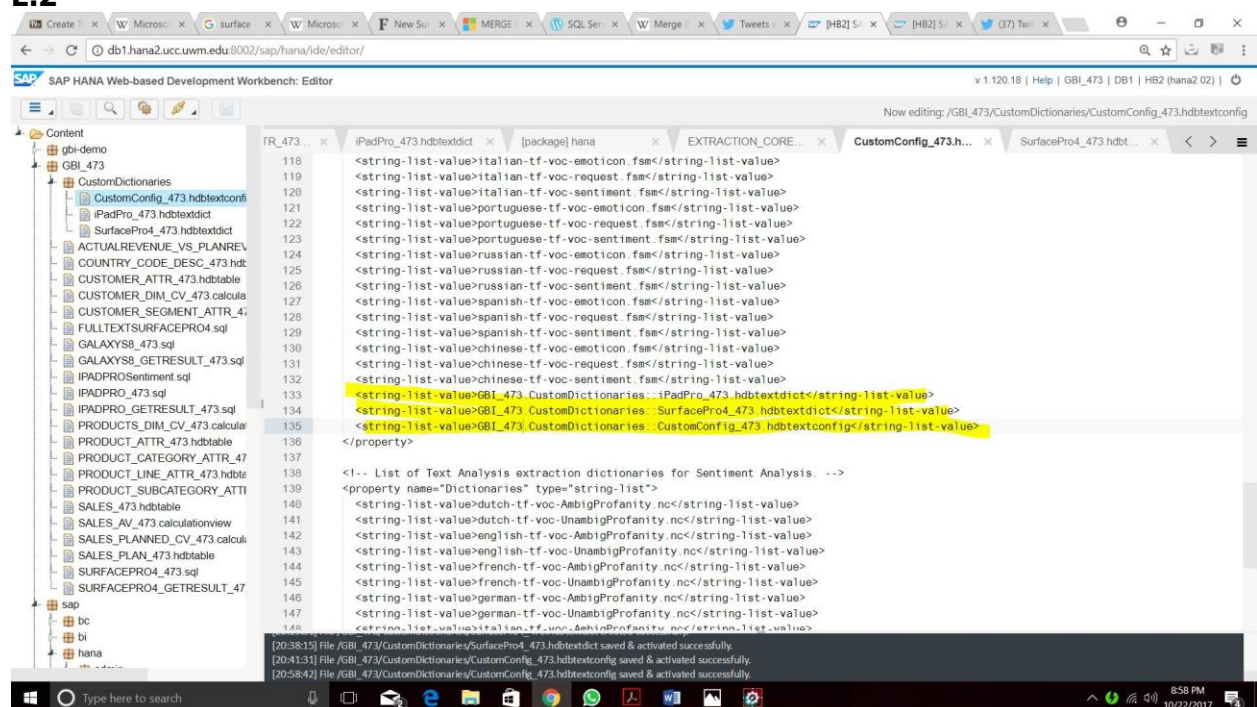 E.2
Create Ti
Microsof
surface -
Microsof
New Sur
MERGE (
SQL Serv
Merge (
Tweets v
[HB2] S/
[HB2] S/
(37) Twit
db1.hana2.ucc.uwm.edu:8002/sap/hana/ide/editor/
SAP HANA Web-based Development Workbench: Editor
v 1.120.18 | Help | GBI_473 | DB1 | HB2 (hana2 02) |
Now editing: /GBI_473/CustomDictionaries/CustomConfig_473.hdbtextconfig
TR_473...
iPadPro_473.hdbtextdict
[package] hana
EXTRACTION_CORE...
CustomConfig_473.h...
SurfacePro4_473.hdbt...
Content
gbi-demo
GBI_473
CustomDictionaries
CustomConfig_473.hdbtextconfi
iPadPro_473.hdbtextdict
SurfacePro4_473.hdbtextdict
ACTUALREVENUE_VS_PLANREV
COUNTRY_CODE_DESC_473.hdb
CUSTOMER_ATTR_473.hdbtable
CUSTOMER_DIM_CV_473.calcula
CUSTOMER_SEGMENT_ATTR_47
FULLTEXTSURFACEPRO4.sql
GALAXYS8_473.sql
GALAXYS8_GETRESULT_473.sql
IPADPROSentiment.sql
IPADPRO_473.sql
IPADPRO_GETRESULT_473.sql
PRODUCTS_DIM_CV_473.calculat
PRODUCT_ATTR_473.hdbtable
PRODUCT_CATEGORY_ATTR_47
PRODUCT_LINE_ATTR_473.hdbta
PRODUCT_SUBCATEGORY_ATTI
SALES_473.hdbtable
SALES_AV_473.calculationview
SALES_PLANNED_CV_473.calcula
SALES_PLAN_473.hdbtable
SURFACEPRO4_473.sql
SURFACEPRO4_GETRESULT_47
sap
bc
bi
hana
118 <string-list-value>italian-tf-voc-emoticon.fsm</string-list-value>
119 <string-list-value>italian-tf-voc-request.fsm</string-list-value>
120 <string-list-value>italian-tf-voc-sentiment.fsm</string-list-value>
121 <string-list-value>portuguese-tf-voc-emoticon.fsm</string-list-value>
122 <string-list-value>portuguese-tf-voc-request.fsm</string-list-value>
123 <string-list-value>portuguese-tf-voc-sentiment.fsm</string-list-value>
124 <string-list-value>russian-tf-voc-emoticon.fsm</string-list-value>
125 <string-list-value>russian-tf-voc-request.fsm</string-list-value>
126 <string-list-value>russian-tf-voc-sentiment.fsm</string-list-value>
127 <string-list-value>spanish-tf-voc-emoticon.fsm</string-list-value>
128 <string-list-value>spanish-tf-voc-request.fsm</string-list-value>
129 <string-list-value>spanish-tf-voc-sentiment.fsm</string-list-value>
130 <string-list-value>chinese-tf-voc-emoticon.fsm</string-list-value>
131 <string-list-value>chinese-tf-voc-request.fsm</string-list-value>
132 <string-list-value>chinese-tf-voc-sentiment.fsm</string-list-value>
133 <string-list-value>GBI_473.CustomDictionaries::iPadPro_473.hdbtextdict</string-list-value>
134 <string-list-value>GBI_473.CustomDictionaries::SurfacePro4_473.hdbtextdict</string-list-value>
135 <string-list-value>GBI_473.CustomDictionaries::CustomConfig_473.hdbtextconfig</string-list-value>
136 </property>
137
138 <!-- List of Text Analysis extraction dictionaries for Sentiment Analysis. -->
139 <property name="Dictionaries" type="string-list">
140 <string-list-value>dutch-tf-voc-AmbigProfanity.nc</string-list-value>
141 <string-list-value>dutch-tf-voc-UnambigProfanity.nc</string-list-value>
142 <string-list-value>english-tf-voc-AmbigProfanity.nc</string-list-value>
143 <string-list-value>english-tf-voc-UnambigProfanity.nc</string-list-value>
144 <string-list-value>french-tf-voc-AmbigProfanity.nc</string-list-value>
145 <string-list-value>french-tf-voc-UnambigProfanity.nc</string-list-value>
146 <string-list-value>german-tf-voc-AmbigProfanity.nc</string-list-value>
147 <string-list-value>german-tf-voc-UnambigProfanity.nc</string-list-value>
148 <string-list-value>italian-tf-voc-AmbigProfanity.nc</string-list-value>
[20:38:15] File /GBI_473/CustomDictionaries/SurfacePro4_473.hdbtextdict saved & activated successfully.
[20:41:31] File /GBI_473/CustomDictionaries/CustomConfig_473.hdbtextconfig saved & activated successfully.
[20:58:42] File /GBI_473/CustomDictionaries/CustomConfig_473.hdbtextconfig saved & activated successfully.
Type here to search
8:58 PM
10/22/2017